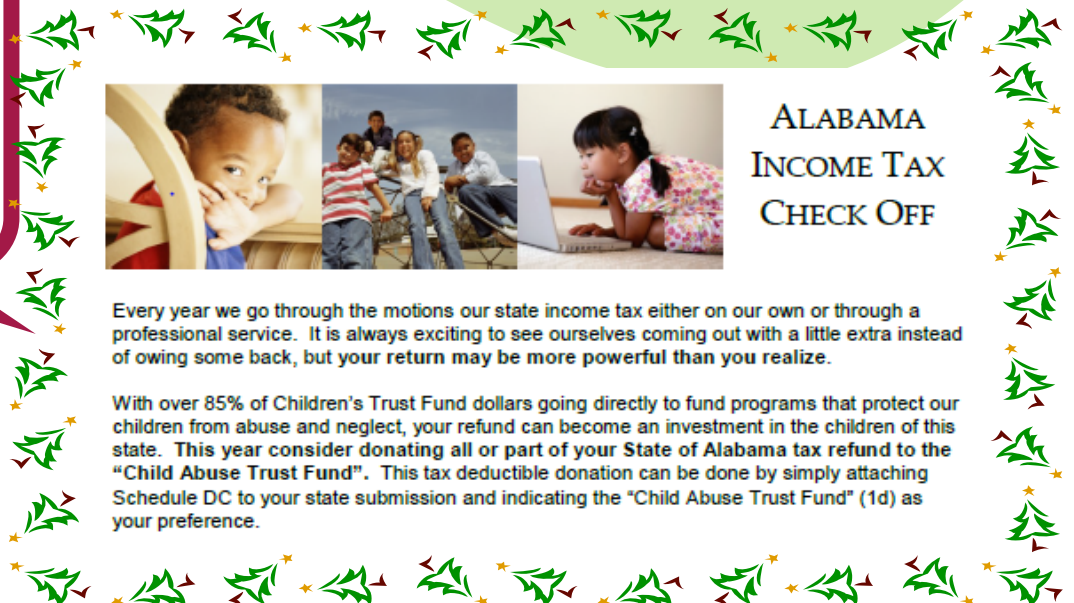 ALABAMA
INCOME TAX
CHECK OFF
Every year we go through the motions our state income tax either on our own or through a
professional service.  It is always exciting to see ourselves coming out with a little extra instead
of owing some back, but your return may be more powerful than you realize.
With over 85% of Children's Trust Fund dollars going directly to fund programs that protect our
children from abuse and neglect, your refund can become an investment in the children of this
state.  This year consider donating all or part of your State of Alabama tax refund to the
“Child Abuse Trust Fund”.  This tax deductible donation can be done by simply attaching
Schedule DC to your state submission and indicating the “Child Abuse Trust Fund” (1d) as
your preference.